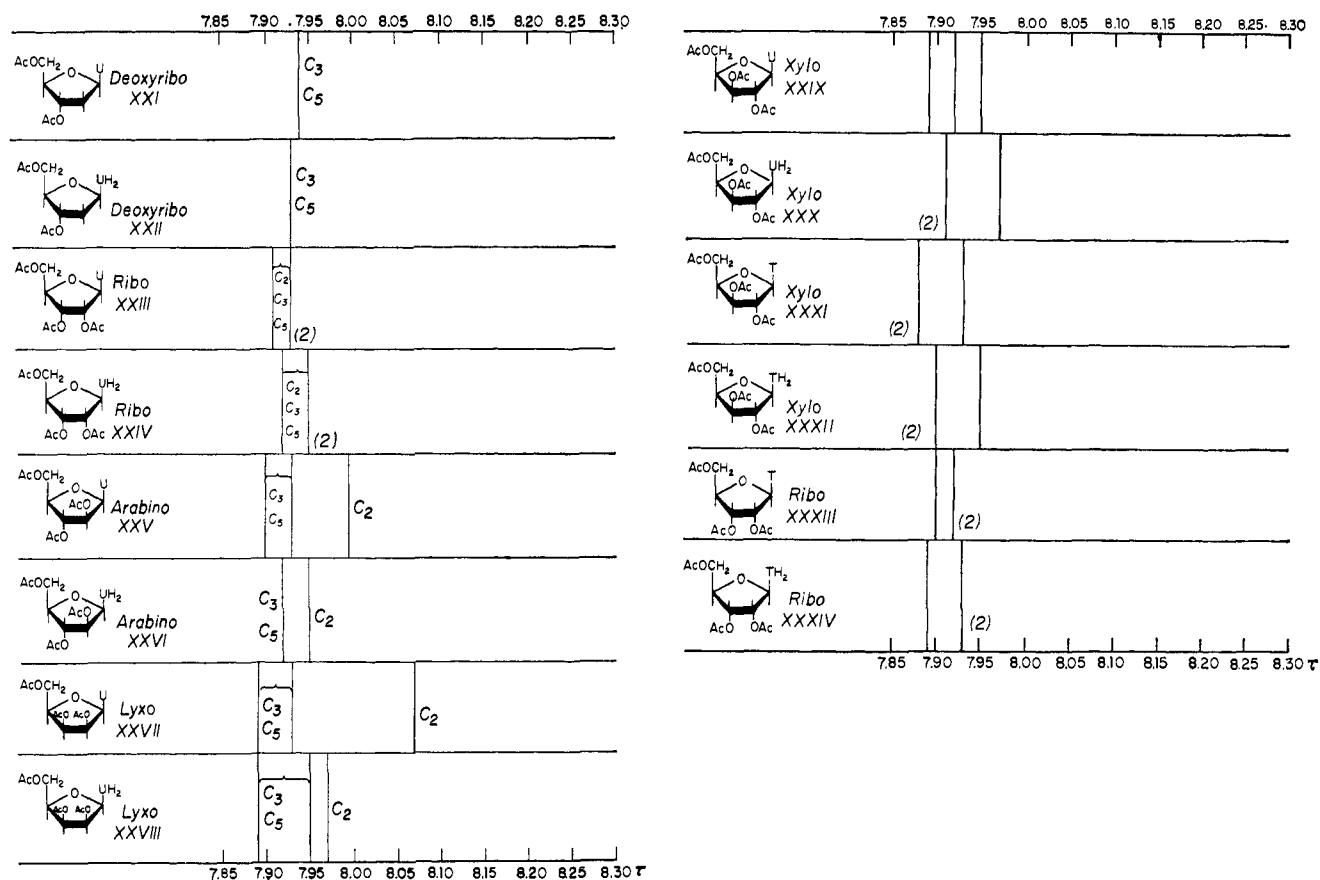 7.85 7.90 7.95 8.00 8.05 8.10 8.15 8.20 8.25 8.30
AcOCH2 O U
AcO
Deoxyribo
XXI
C3
C5
AcOCH2 O UH2
AcO
Deoxyribo
XXII
C3
C5
AcOCH2 O U
AcO OAc
Ribo
XXIII
C2
C3
C5
(2)
AcOCH2 O UH2
AcO OAc
Ribo
XXIV
C2
C3
C5
(2)
AcOCH2 O U
AcO
AcO
Arabino
XXV
C3
C5
C2
AcOCH2 O UH2
AcO
AcO
Arabino
XXVI
C3
C5
C2
AcOCH2 O U
AcO AcO
Lyxo
XXVII
C3
C5
C2
AcOCH2 O UH2
AcO AcO
Lyxo
XXVIII
C3
C5
C2
7.85 7.90 7.95 8.00 8.05 8.10 8.15 8.20 8.25 8.30 τ
7.85 7.90 7.95 8.00 8.05 8.10 8.15 8.20 8.25. 8.30
AcOCH2 O U
OAc
OAc
Xylo
XXIX
AcOCH2 O UH2
OAc
OAc
Xylo
XXX
(2)
AcOCH2 O T
OAc
OAc
Xylo
XXXI
(2)
AcOCH2 O TH2
OAc
OAc
Xylo
XXXII
(2)
AcOCH2 O T
AcO OAc
Ribo
XXXIII
(2)
AcOCH2 O TH2
AcO OAc
Ribo
XXXIV
(2)
7.85 7.90 7.95 8.00 8.05 8.10 8.15 8.20 8.25 8.30 τ